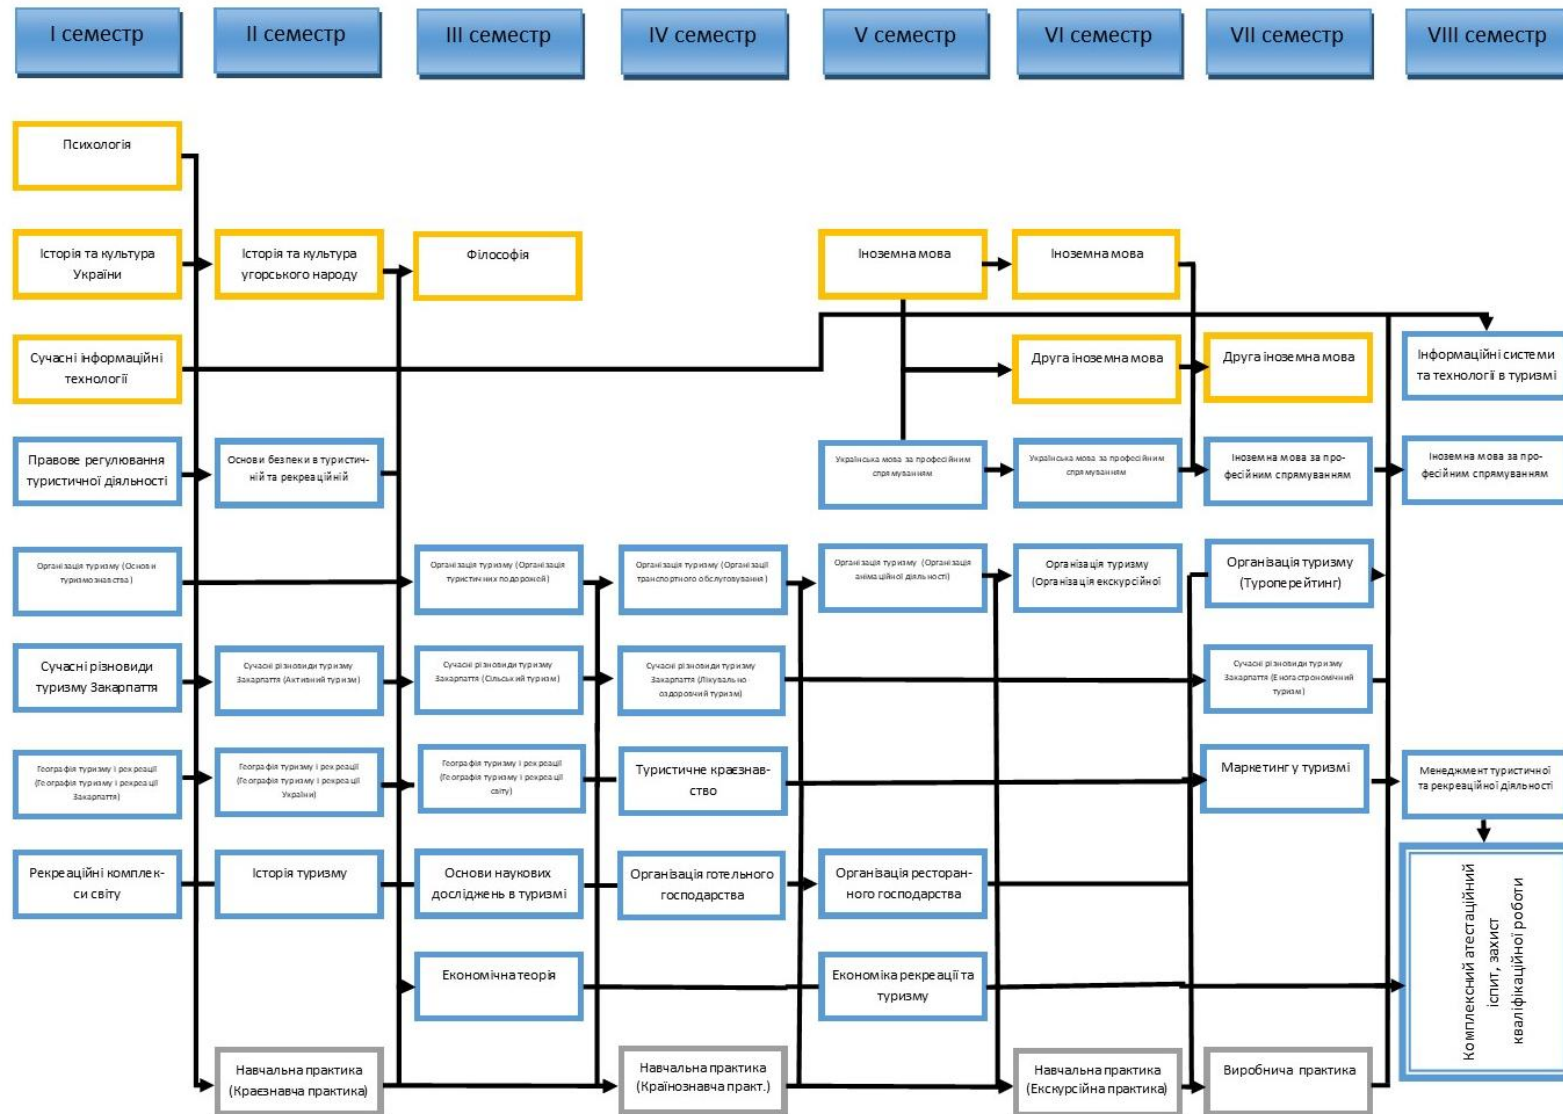 I семестр
II семестр
III семестр
IV семестр
V семестр
VI семестр
VII семестр
VIII семестр
Психологія
Історія та культура
України
Історія та культура
угорського народу
Філософія
Іноземна мова
Іноземна мова
Сучасні інформаційні
технології
Друга іноземна мова
Друга іноземна мова
Інформаційні системи
та технології в туризмі
Правове регулювання
туристичної діяльності
Основи безпеки в туристич-
ній та рекреаційній
Українська мова за професійним
спрямуванням
Українська мова за професійним
спрямуванням
Іноземна мова за про-
фесійним спрямуванням
Іноземна мова за про-
фесійним спрямуванням
Організація туризму (Основи
туризмознавства)
Організація туризму (Організація
туристичних подорожей)
Організація туризму (Організації
транспортного обслуговування)
Організація туризму (Організація
анімаційної діяльності)
Організація туризму
(Організація екскурсійної
Організація туризму
(Туроперейтинг)
Сучасні різновиди
туризму Закарпаття
Сучасні різновиди туризму
Закарпаття (Активний туризм)
Сучасні різновиди туризму
Закарпаття (Сільський туризм)
Сучасні різновиди туризму
Закарпаття (Лікувально-
оздоровчий туризм)
Сучасні різновиди туризму
Закарпаття (Еногастрономічний
туризм)
Географія туризму і рекреації
(Географія туризму і рекреації
Закарпаття)
Географія туризму і рекреації
(Географія туризму і рекреації
України)
Географія туризму і рекреації
(Географія туризму і рекреації
світу)
Туристичне краєзнав-
ство
Маркетинг у туризмі
Менеджмент туристичної
та рекреаційної діяльності
Рекреаційні комплек-
си світу
Історія туризму
Основи наукових
досліджень в туризмі
Організація готельного
господарства
Організація ресторан-
ного господарства
Комплексний атестаційний
іспит, захист
кваліфікаційної роботи
Економічна теорія
Економіка рекреації та
туризму
Навчальна практика
(Краєзнавча практика)
Навчальна практика
(Країнознавча практ.)
Навчальна практика
(Екскурсійна практика)
Виробнича практика